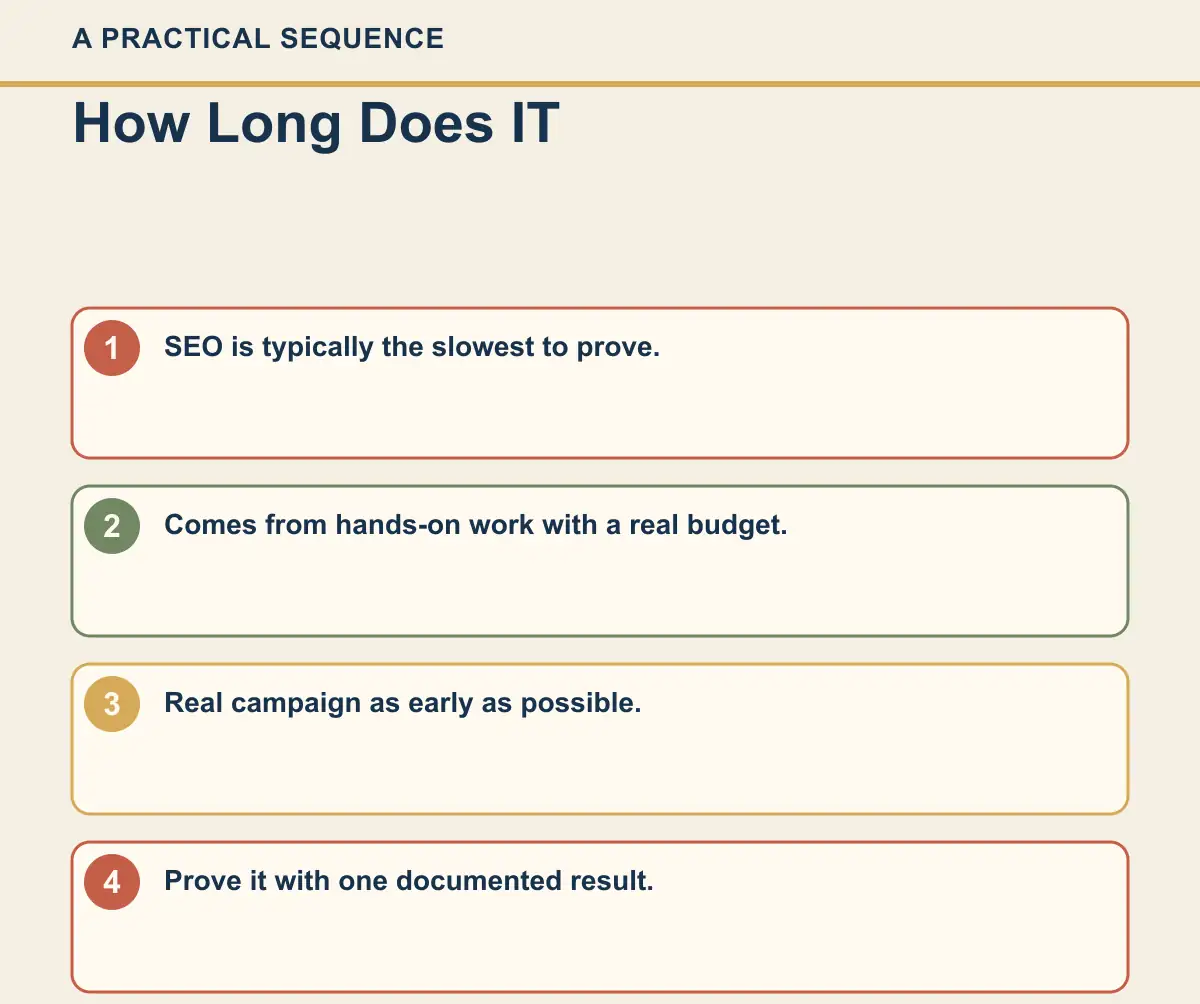 A PRACTICAL SEQUENCE
How Long Does IT
1
SEO is typically the slowest to prove.
2
Comes from hands-on work with a real budget.
3
Real campaign as early as possible.
4
Prove it with one documented result.